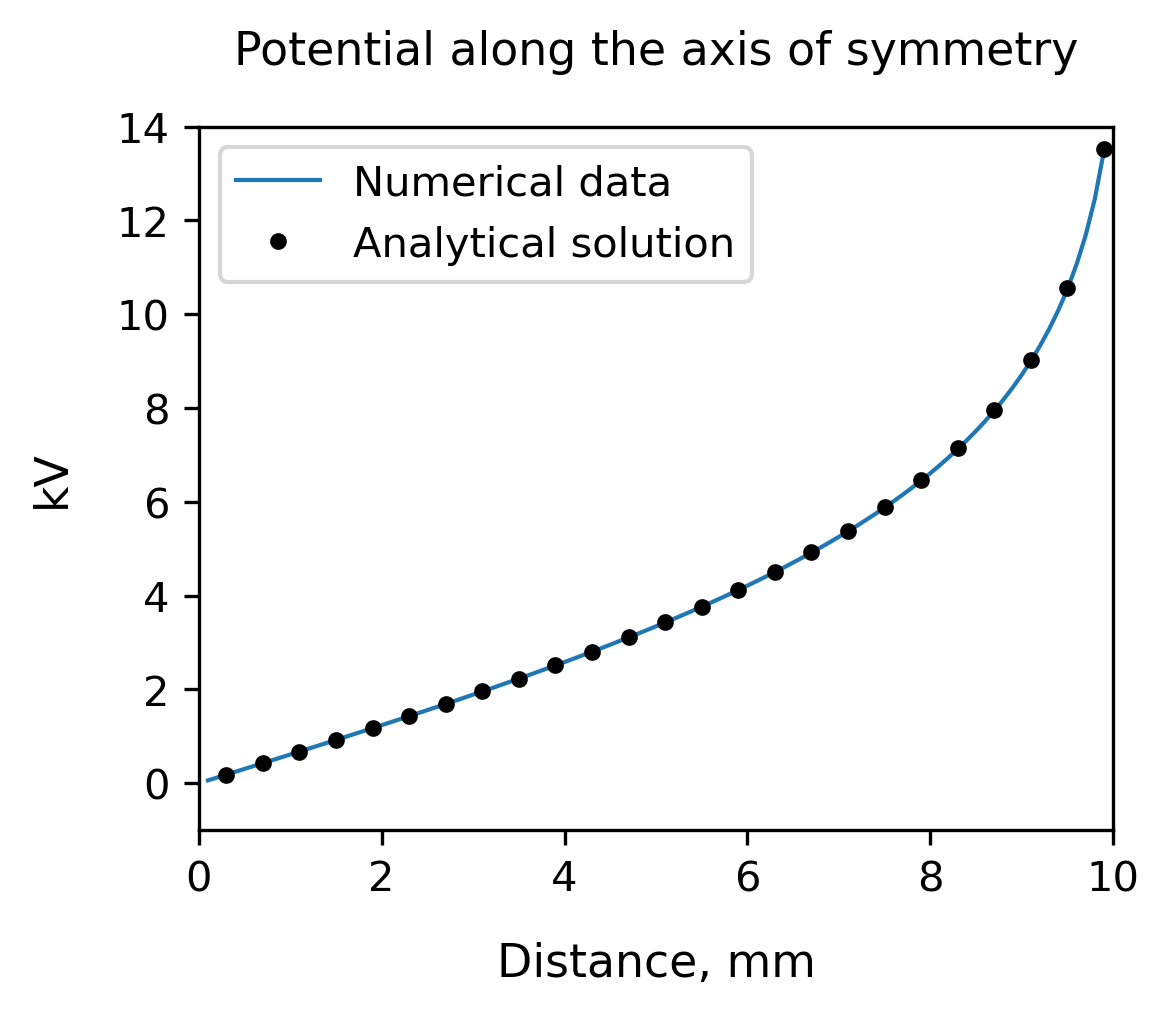 Potential along the axis of symmetry
Numerical data
Analytical solution
14
12
10
8
6
4
2
0
kV
0 2 4 6 8 10
Distance, mm